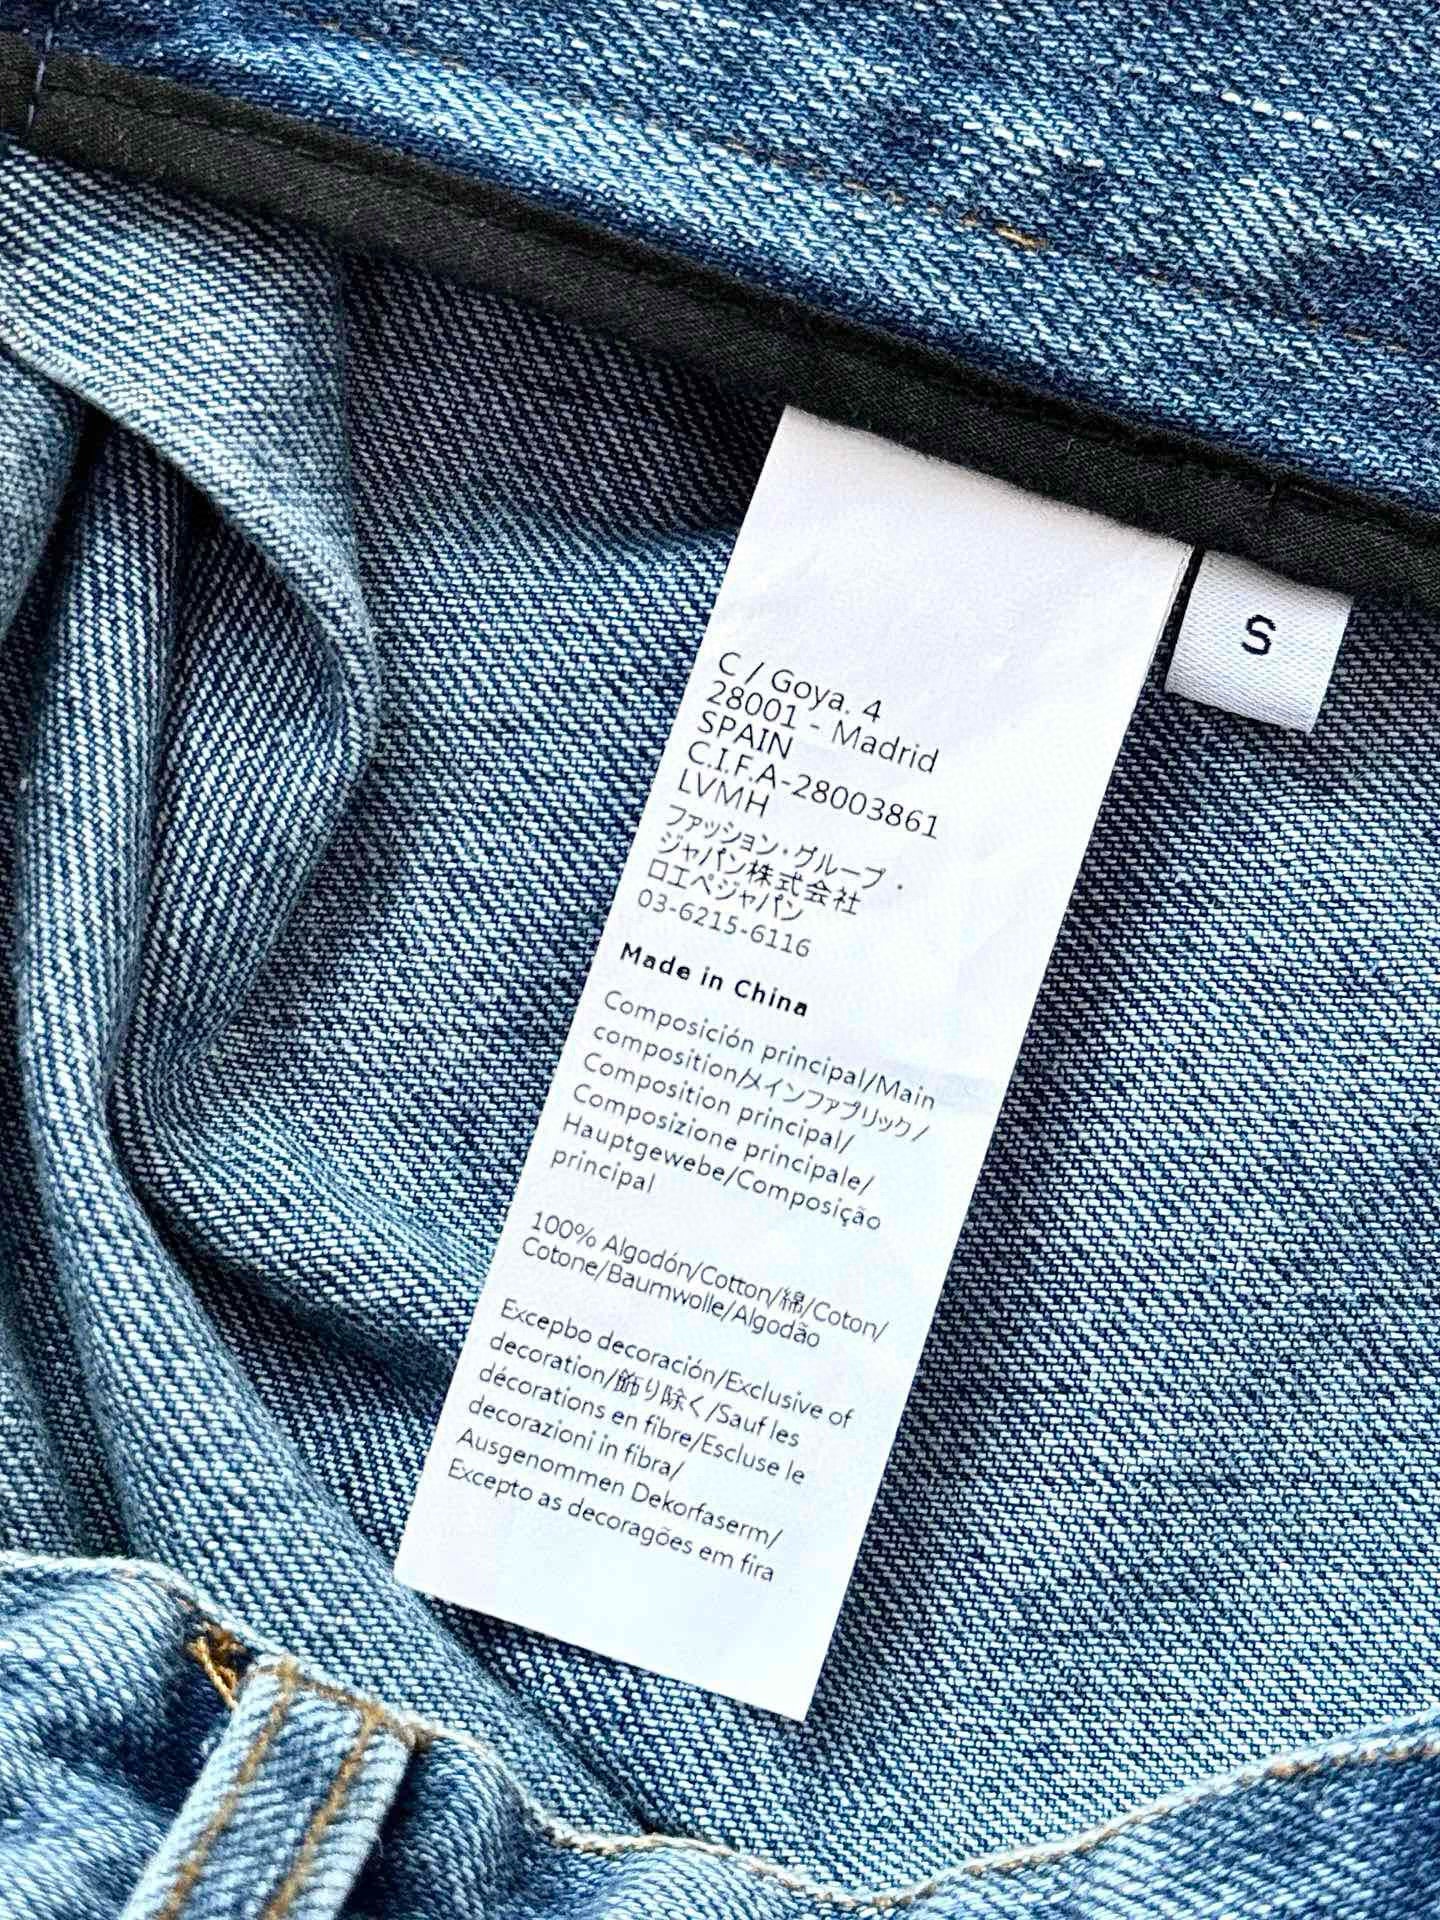 C / Goya. 4
28001 - Madrid
SPAIN
C.I.F.A-28003861
LVMH
ファッション・グループ・
ジャパン株式会社
ロエペジャパン
03-6215-6116
Made in China
Composición principal/Main
composition/メインファブリック/
Composition principal/
Composizione principale/
Hauptgewebe/Composição
principal
100% Algodón/Cotton/綿/Coton/
Cotone/Baumwolle/Algodão
Excepbo decoración/Exclusive of
decoration/飾り除く/Sauf les
décorations en fibre/Escluse le
decorazioni in fibra/
Ausgenommen Dekorfaserm/
Excepto as decoragões em fira
S